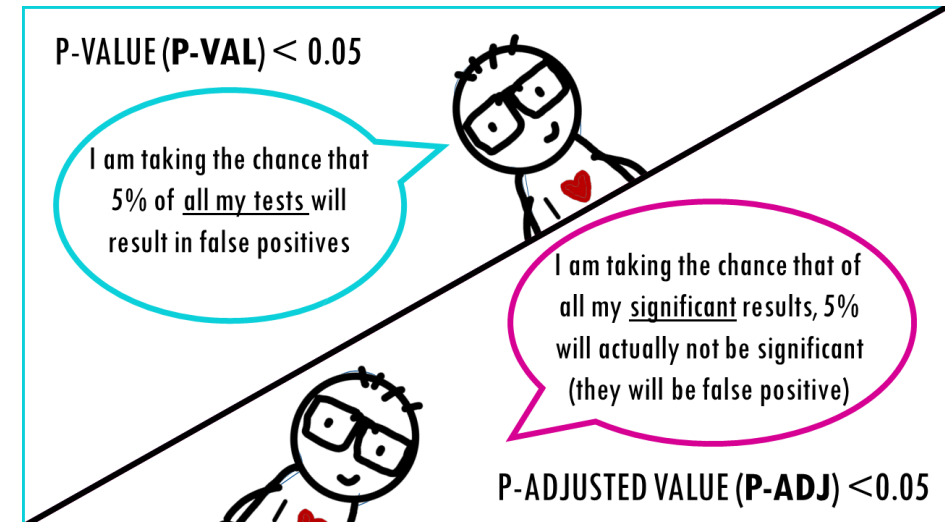 P-VALUE (P-VAL) < 0.05
I am taking the chance that
5% of all my tests will
result in false positives
I am taking the chance that of
all my significant results, 5%
will actually not be significant
(they will be false positive)
P-ADJUSTED VALUE (P-ADJ) <0.05